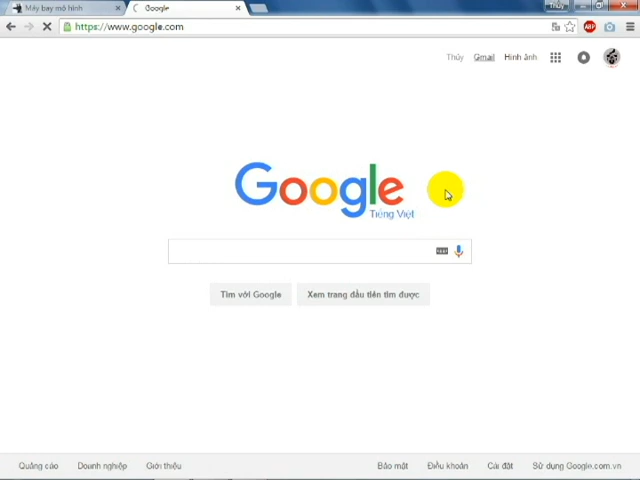 Máy bay mô hình
Google
Thủy
https://www.google.com
ABP
Thủy Gmail Hình ảnh
Google
Tiếng Việt
Tìm với Google Xem trang đầu tiên tìm được
Quảng cáo Doanh nghiệp Giới thiệu Bảo mật Điều khoản Cài đặt Sử dụng Google.com.vn